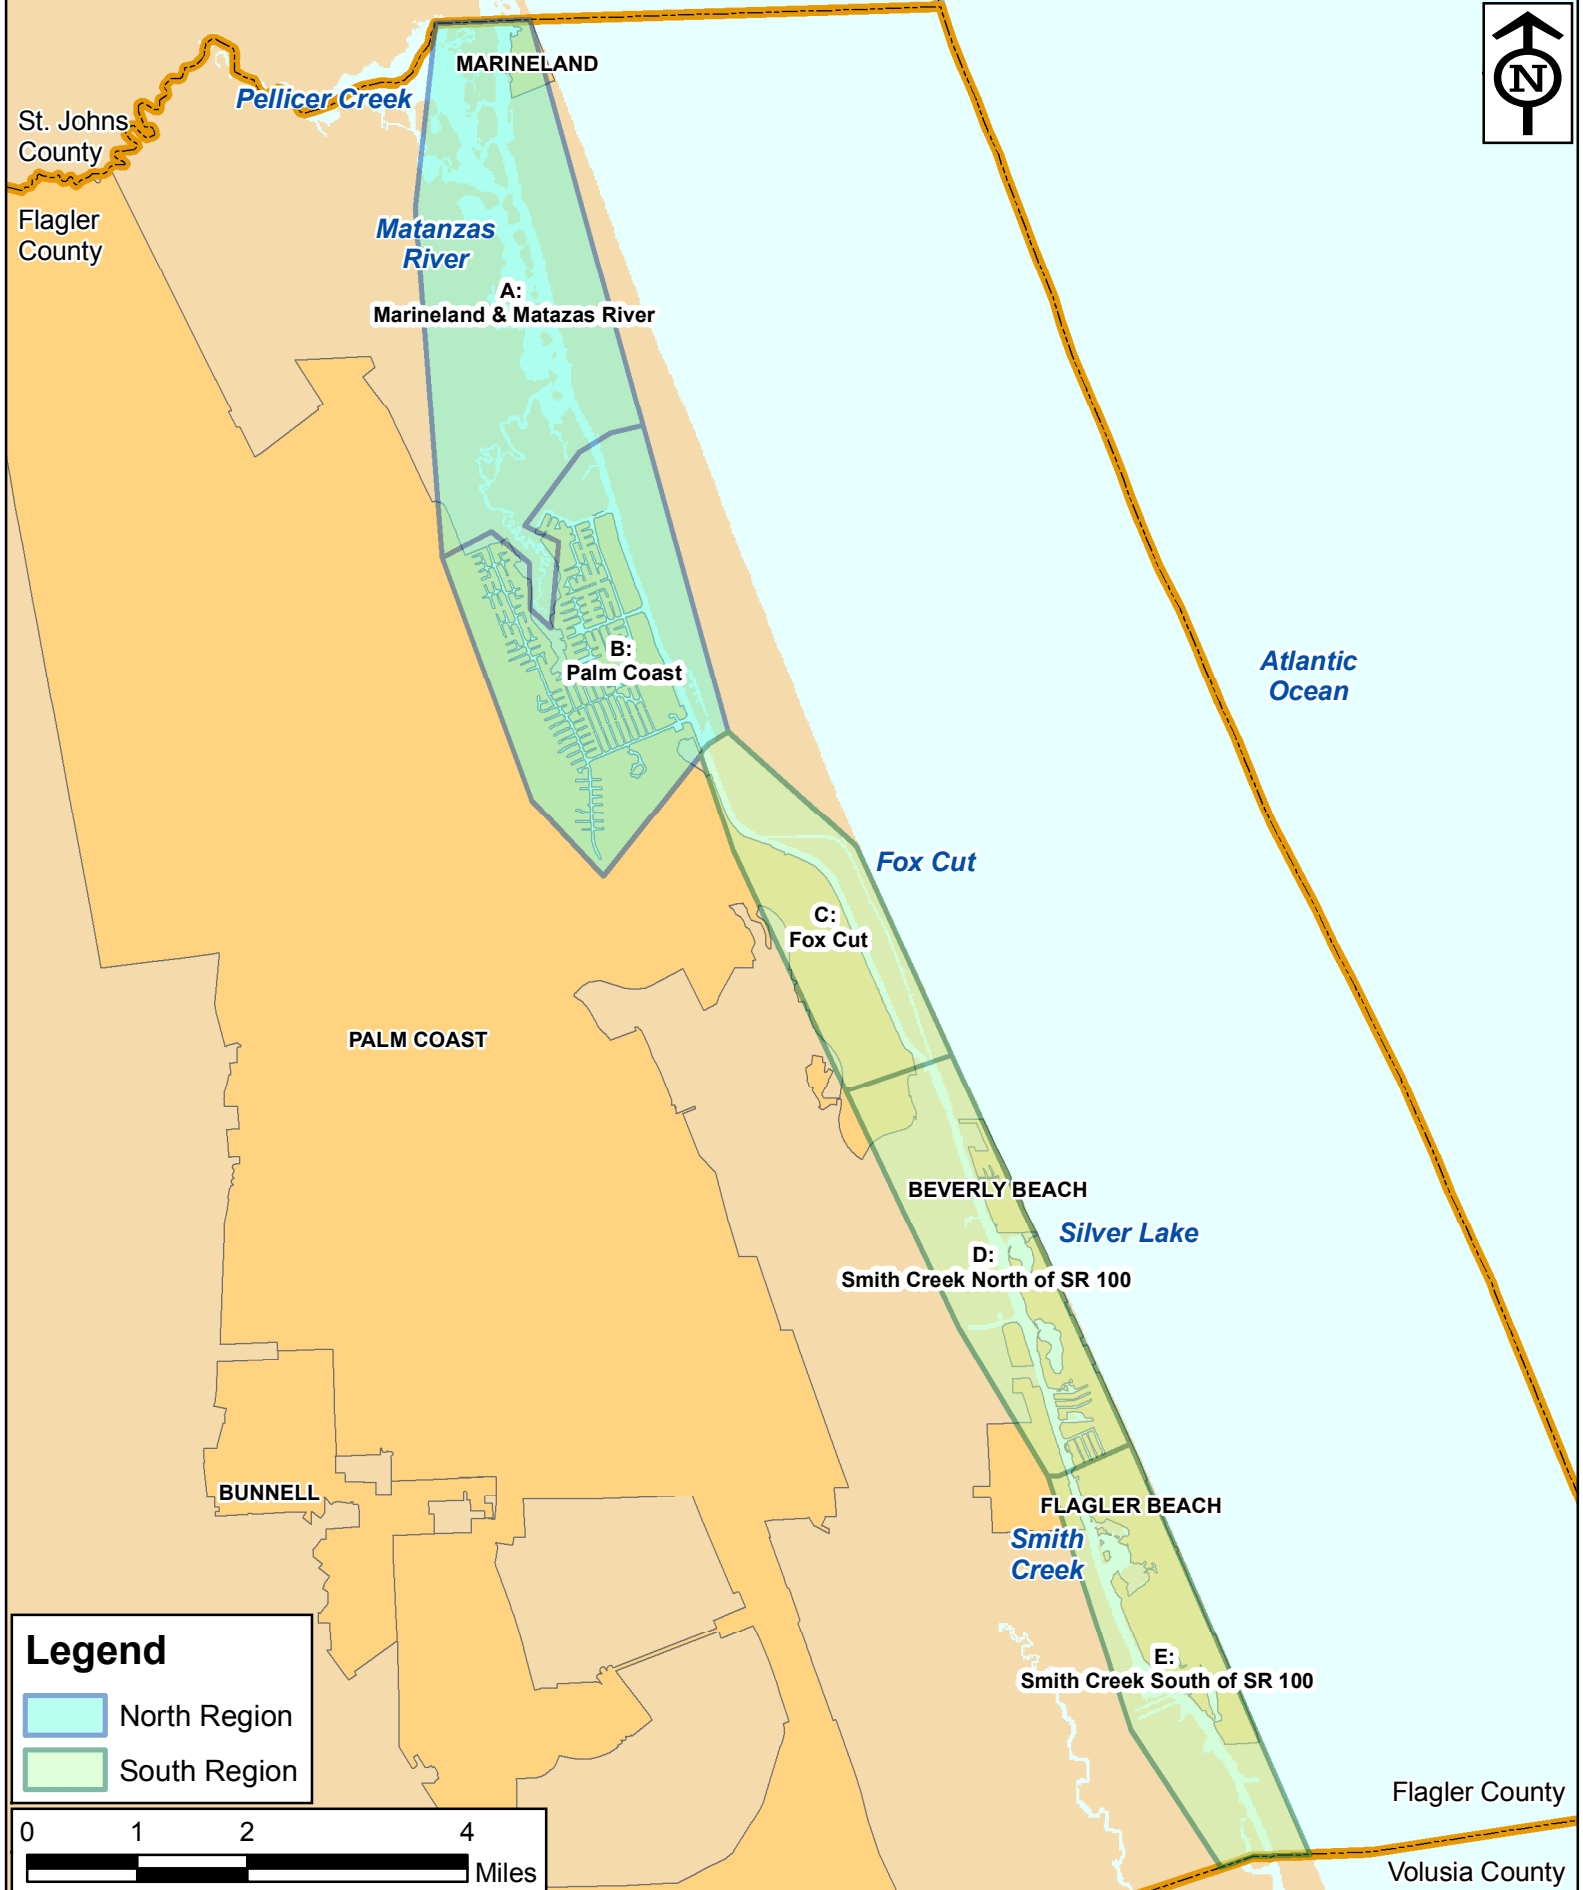 N
MARINELAND
Pellicer Creek
St. Johns
County
Flagler
County
Matanzas
River
A:
Marineland & Matazas River
B:
Palm Coast
Atlantic
Ocean
Fox Cut
C:
Fox Cut
PALM COAST
BEVERLY BEACH
Silver Lake
D:
Smith Creek North of SR 100
BUNNELL
FLAGLER BEACH
Smith
Creek
E:
Smith Creek South of SR 100
Legend
North Region
South Region
0 1 2 4
Miles
Flagler County
Volusia County